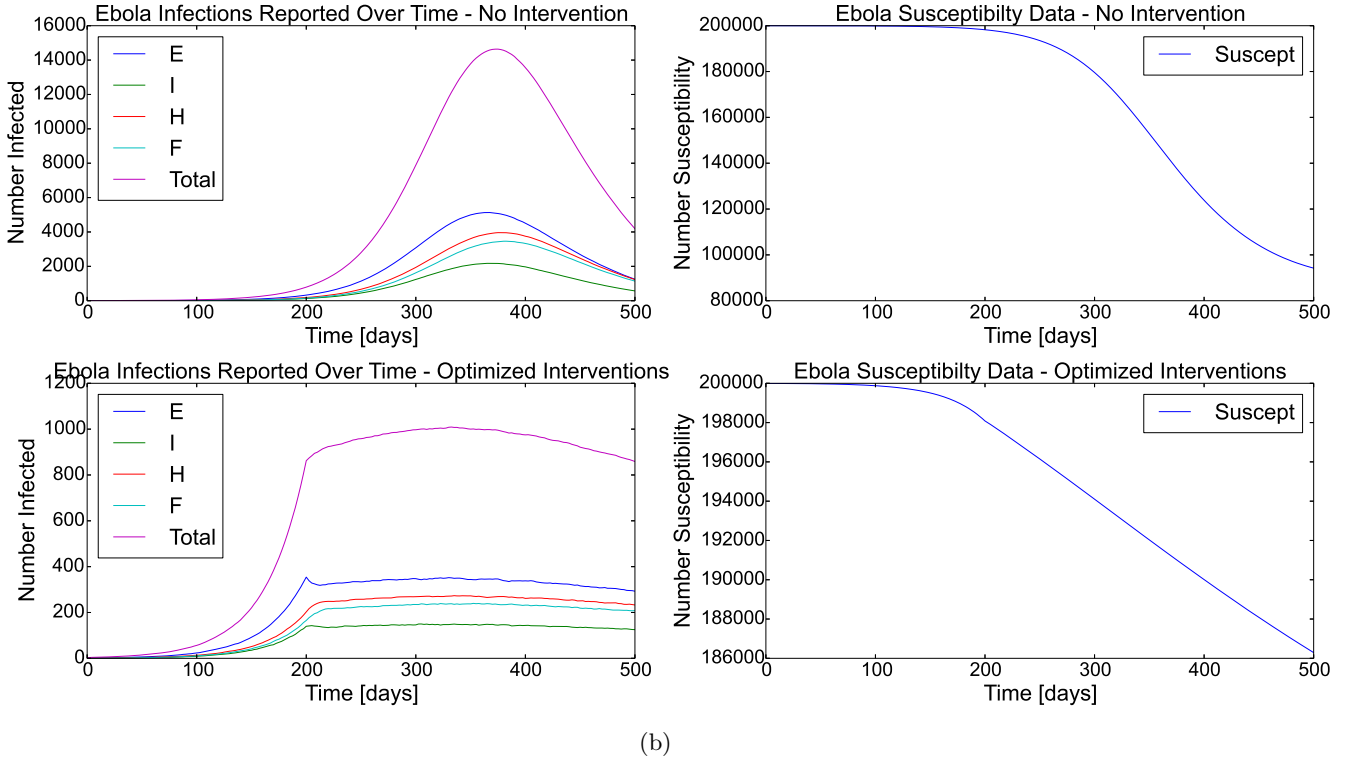 Ebola Infections Reported Over Time - No Intervention
Number Infected
16000
14000
12000
10000
8000
6000
4000
2000
0
E
I
H
F
Total
0 100 200 300 400 500
Time [days]
Ebola Susceptibilty Data - No Intervention
Number Susceptibility
200000
180000
160000
140000
120000
100000
80000
Suscept
0 100 200 300 400 500
Time [days]
Ebola Infections Reported Over Time - Optimized Interventions
Number Infected
1200
1000
800
600
400
200
0
E
I
H
F
Total
0 100 200 300 400 500
Time [days]
Ebola Susceptibilty Data - Optimized Interventions
Number Susceptibility
200000
198000
196000
194000
192000
190000
188000
186000
Suscept
0 100 200 300 400 500
Time [days]
(b)